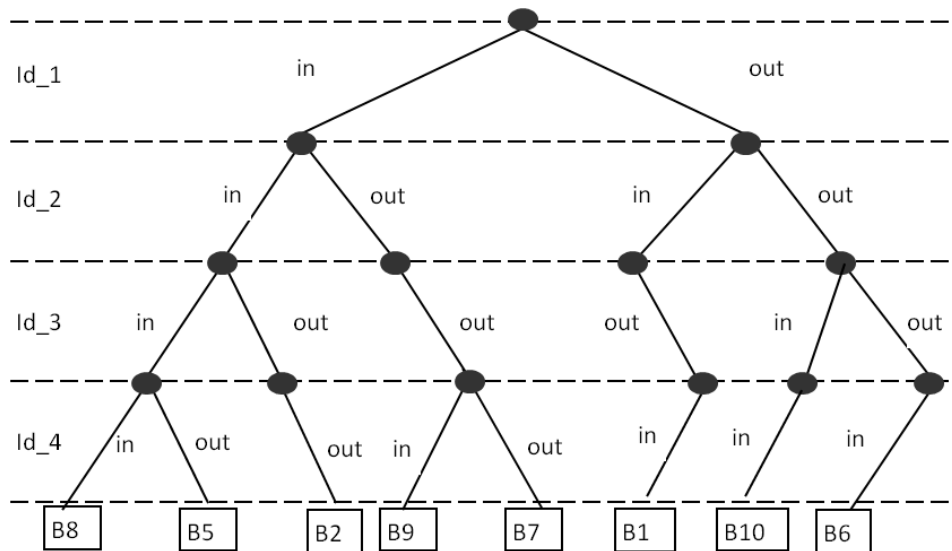 Id_1 in out
Id_2 in out in out
Id_3 in out out out in out
Id_4 in out out in out in in in
B8 B5 B2 B9 B7 B1 B10 B6